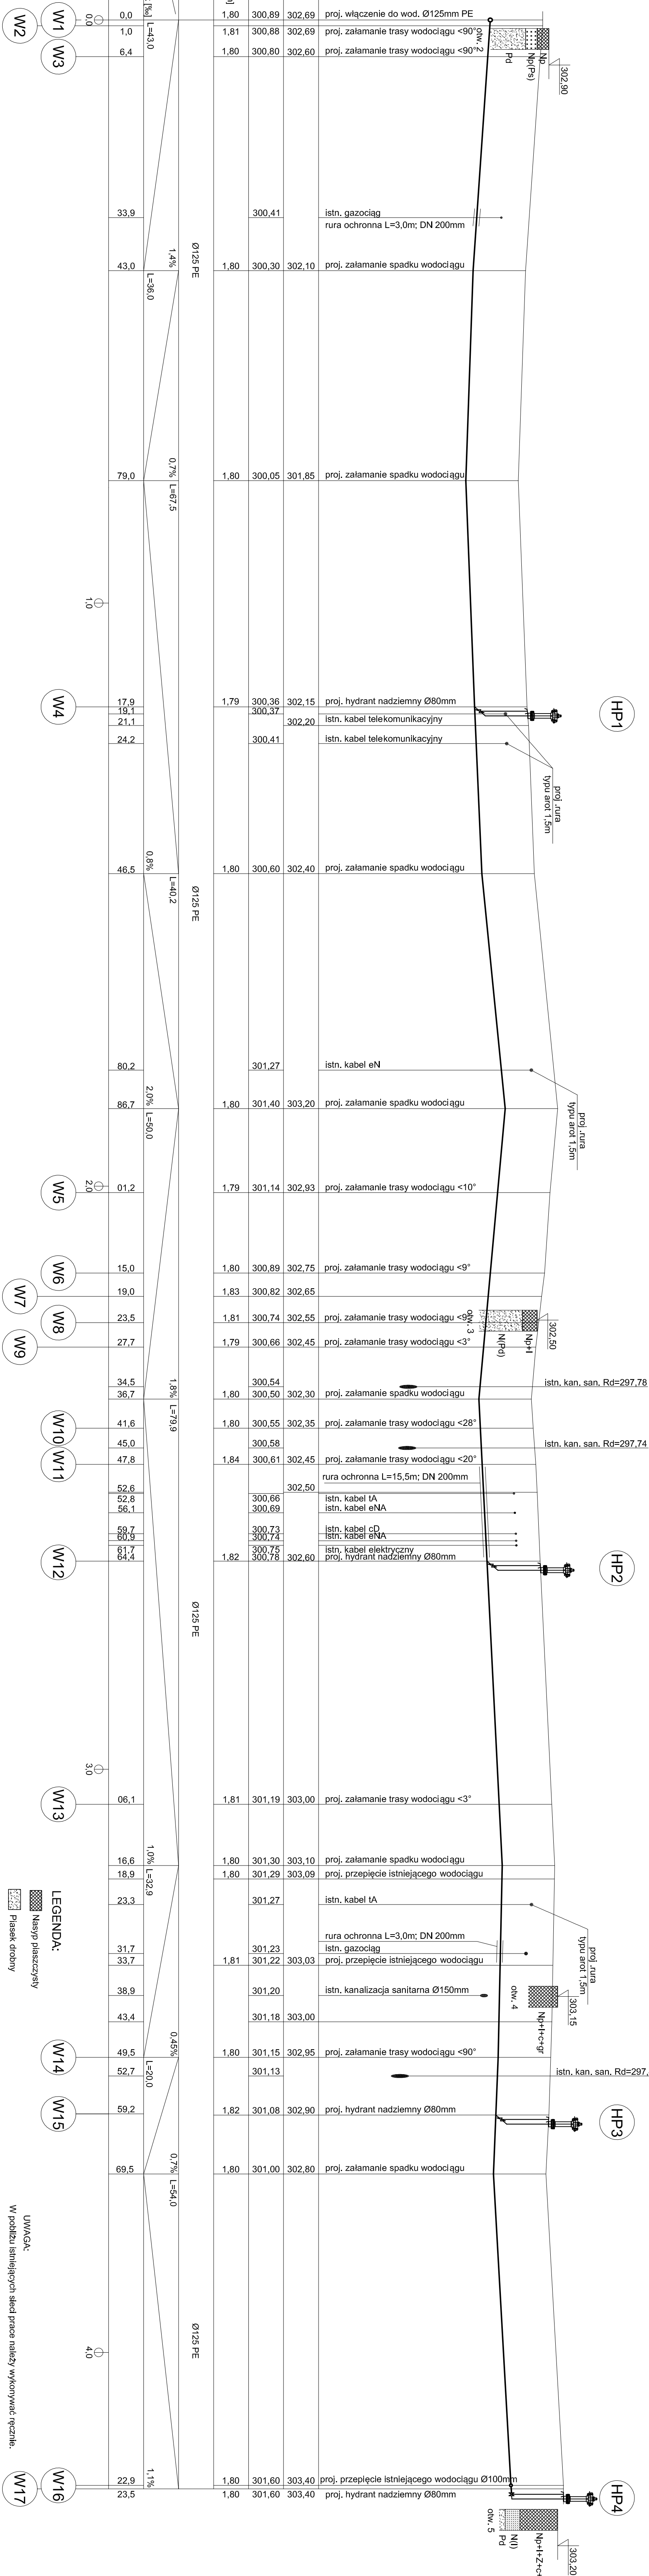 W1
W2
0,0
[‰]
0,0
1,80
300,89
302,69
proj. włączenie do wod. Ø125mm PE
L=43,0
1,0
1,81
300,88
302,69
proj. załamanie trasy wodociągu <90°
W3
6,4
1,80
300,80
302,60
proj. załamanie trasy wodociągu <90°
otw. 2
Pd
Np(Ps)
Np
302,90
33,9
300,41
istn. gazociąg
rura ochronna L=3,0m; DN 200mm
1,4%
Ø125 PE
43,0
1,80
300,30
302,10
proj. załamanie spadku wodociągu
L=36,0
0,7%
79,0
1,80
300,05
301,85
proj. załamanie spadku wodociągu
L=67,5
1,0
W4
17,9
1,79
300,36
302,15
proj. hydrant nadziemny Ø80mm
HP1
19,1
300,37
21,1
302,20
istn. kabel telekomunikacyjny
24,2
300,41
istn. kabel telekomunikacyjny
proj .rura
typu arot 1,5m
0,8%
46,5
1,80
300,60
302,40
proj. załamanie spadku wodociągu
L=40,2
Ø125 PE
80,2
301,27
istn. kabel eN
2,0%
86,7
1,80
301,40
303,20
proj. załamanie spadku wodociągu
L=50,0
proj .rura
typu arot 1,5m
W5
2,0
01,2
1,79
301,14
302,93
proj. załamanie trasy wodociągu <10°
W6
15,0
1,80
300,89
302,75
proj. załamanie trasy wodociągu <9°
W7
19,0
1,83
300,82
302,65
W8
23,5
1,81
300,74
302,55
proj. załamanie trasy wodociągu <9°
otw. 3
N(Pd)
Np+I
302,50
W9
27,7
1,79
300,66
302,45
proj. załamanie trasy wodociągu <3°
34,5
300,54
istn. kan. san. Rd=297,78
1,8%
36,7
1,80
300,50
302,30
proj. załamanie spadku wodociągu
L=79,9
W10
41,6
1,80
300,55
302,35
proj. załamanie trasy wodociągu <28°
45,0
300,58
istn. kan. san. Rd=297,74
W11
47,8
1,84
300,61
302,45
proj. załamanie trasy wodociągu <20°
rura ochronna L=15,5m; DN 200mm
52,6
302,50
52,8
300,66
istn. kabel tA
56,1
300,69
istn. kabel eNA
59,7
300,73
istn. kabel cD
60,9
300,74
istn. kabel eNA
61,7
300,75
istn. kabel elektryczny
W12
64,4
1,82
300,78
302,60
proj. hydrant nadziemny Ø80mm
HP2
Ø125 PE
3,0
W13
06,1
1,81
301,19
303,00
proj. załamanie trasy wodociągu <3°
1,0%
16,6
1,80
301,30
303,10
proj. załamanie spadku wodociągu
L=32,9
18,9
1,80
301,29
303,09
proj. przepięcie istniejącego wodociągu
23,3
301,27
istn. kabel tA
proj .rura
typu arot 1,5m
rura ochronna L=3,0m; DN 200mm
31,7
301,23
istn. gazociąg
33,7
1,81
301,22
303,03
proj. przepięcie istniejącego wodociągu
38,9
301,20
istn. kanalizacja sanitarna Ø150mm
otw. 4
Np+I+c+gr
303,15
43,4
301,18
303,00
0,45%
W14
49,5
1,80
301,15
302,95
proj. załamanie trasy wodociągu <90°
L=20,0
52,7
301,13
istn. kan. san. Rd=297,
W15
59,2
1,82
301,08
302,90
proj. hydrant nadziemny Ø80mm
HP3
0,7%
69,5
1,80
301,00
302,80
proj. załamanie spadku wodociągu
L=54,0
Ø125 PE
4,0
1,1%
W16
22,9
1,80
301,60
303,40
proj. przepięcie istniejącego wodociągu Ø100mm
W17
23,5
1,80
301,60
303,40
proj. hydrant nadziemny Ø80mm
HP4
otw. 5
Pd
N(I)
Np+I+Z+c+
303,20
LEGENDA:
Nasyp piaszczysty
Piasek drobny
UWAGA:
W pobliżu istniejących sieci prace należy wykonywać ręcznie.